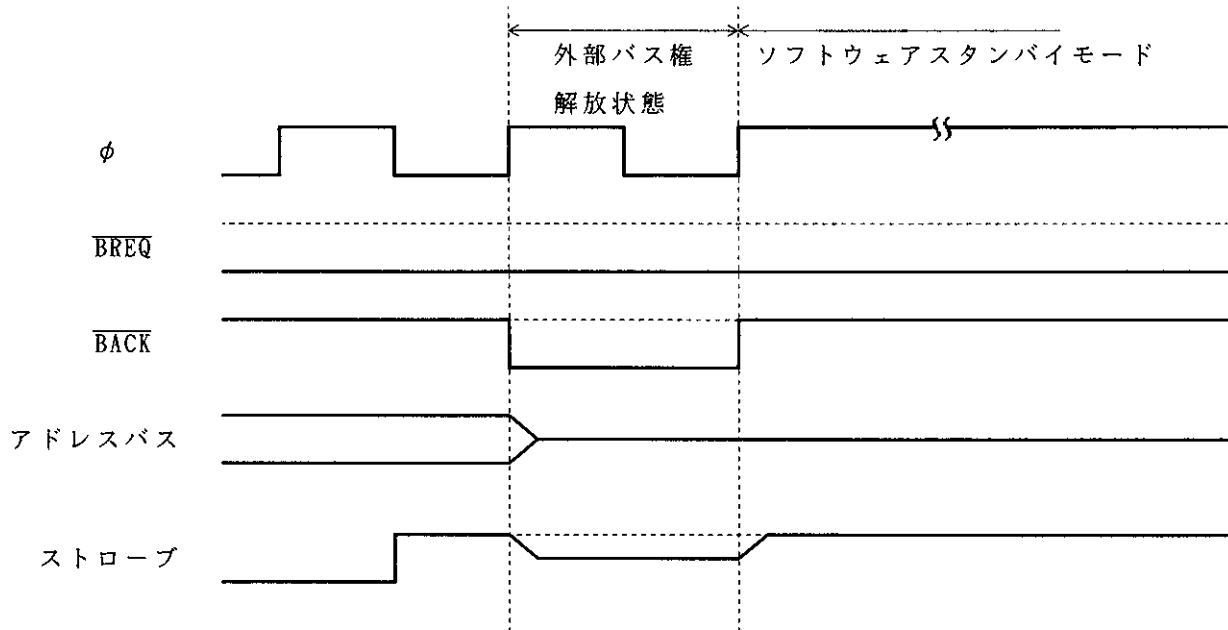 外部バス権
解放状態
ソフトウェアスタンバイモード
φ
BREQ
BACK
アドレスバス
ストローブ